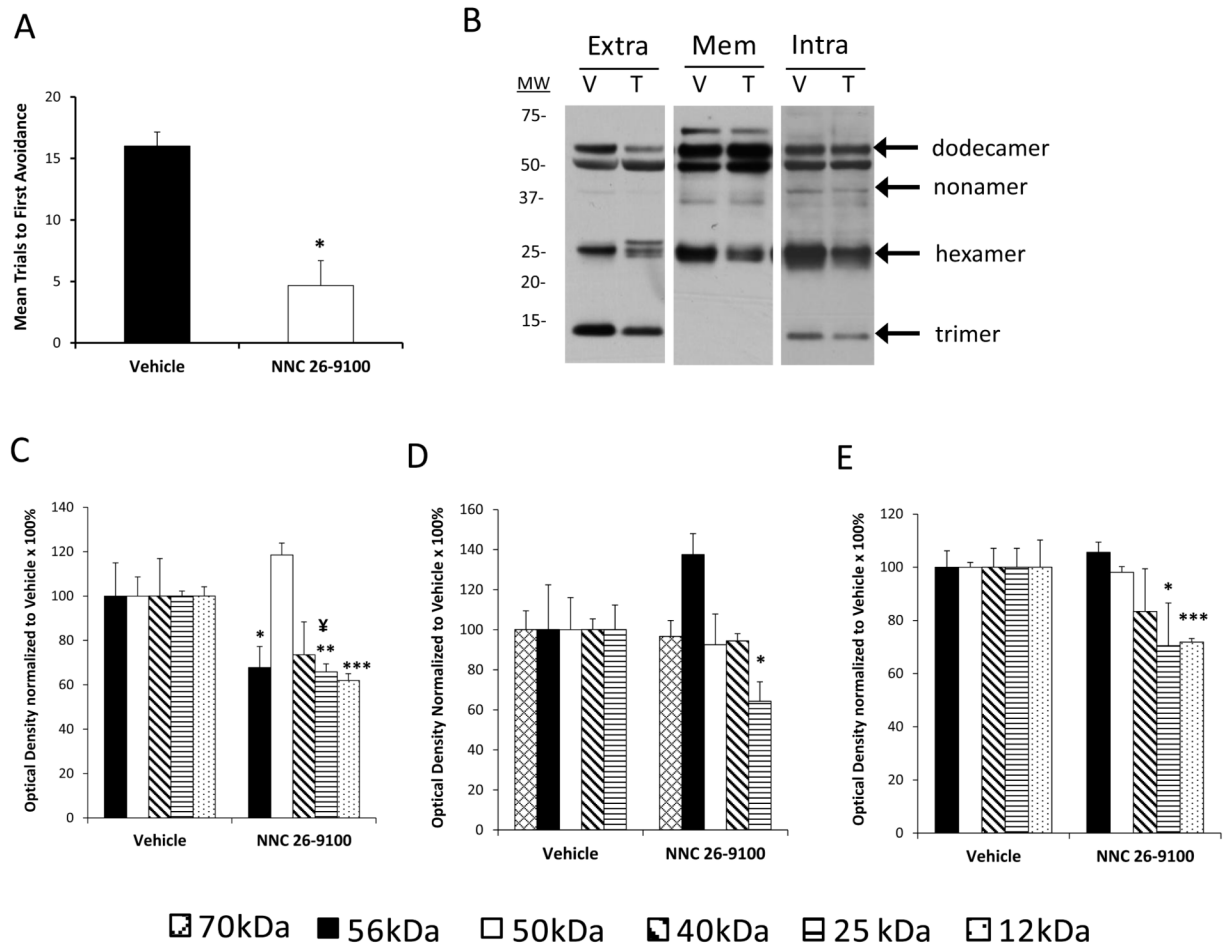 A
Mean Trials to First Avoidance
20
15
10
5
0
*
Vehicle
NNC 26-9100
B
Extra Mem Intra
MW V T V T V T
75-
50-
37-
25-
20-
15-
dodecamer
nonamer
hexamer
trimer
C
Optical Density normalized to Vehicle x 100%
140
120
100
80
60
40
20
0
*
¥
**
***
Vehicle
NNC 26-9100
D
Optical Density Normalized to Vehicle x 100%
160
140
120
100
80
60
40
20
0
*
Vehicle
NNC 26-9100
E
Optical Density normalized to Vehicle x 100%
120
100
80
60
40
20
0
*
***
Vehicle
NNC 26-9100
70kDa 56kDa 50kDa 40kDa 25 kDa 12kDa